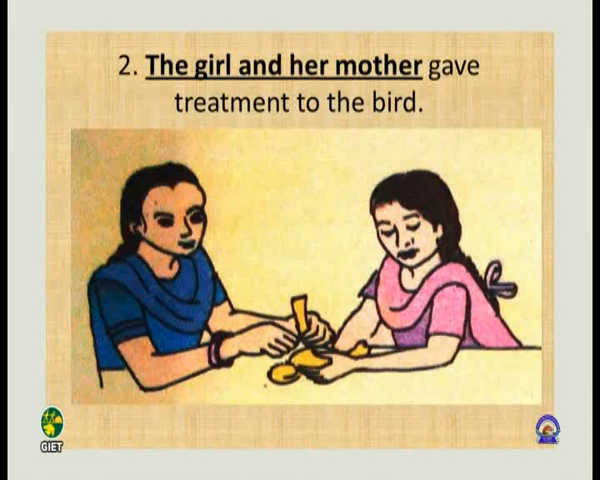 2. The girl and her mother gave
treatment to the bird.
GIET